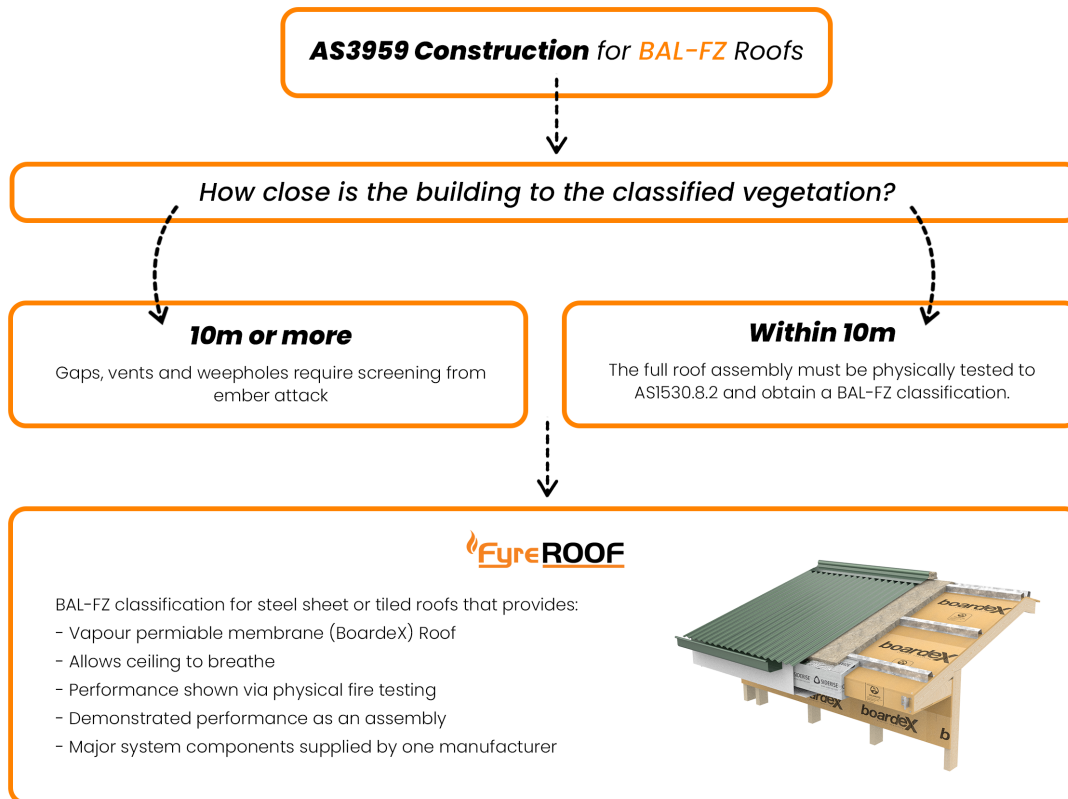 AS3959 Construction for BAL-FZ Roofs
How close is the building to the classified vegetation?
10m or more
Gaps, vents and weepholes require screening from
ember attack
Within 10m
The full roof assembly must be physically tested to
AS1530.8.2 and obtain a BAL-FZ classification.
FyreROOF
BAL-FZ classification for steel sheet or tiled roofs that provides:
- Vapour permiable membrane (BoardeX) Roof
- Allows ceiling to breathe
- Performance shown via physical fire testing
- Demonstrated performance as an assembly
- Major system components supplied by one manufacturer
boardeX
boardeX
boardeX